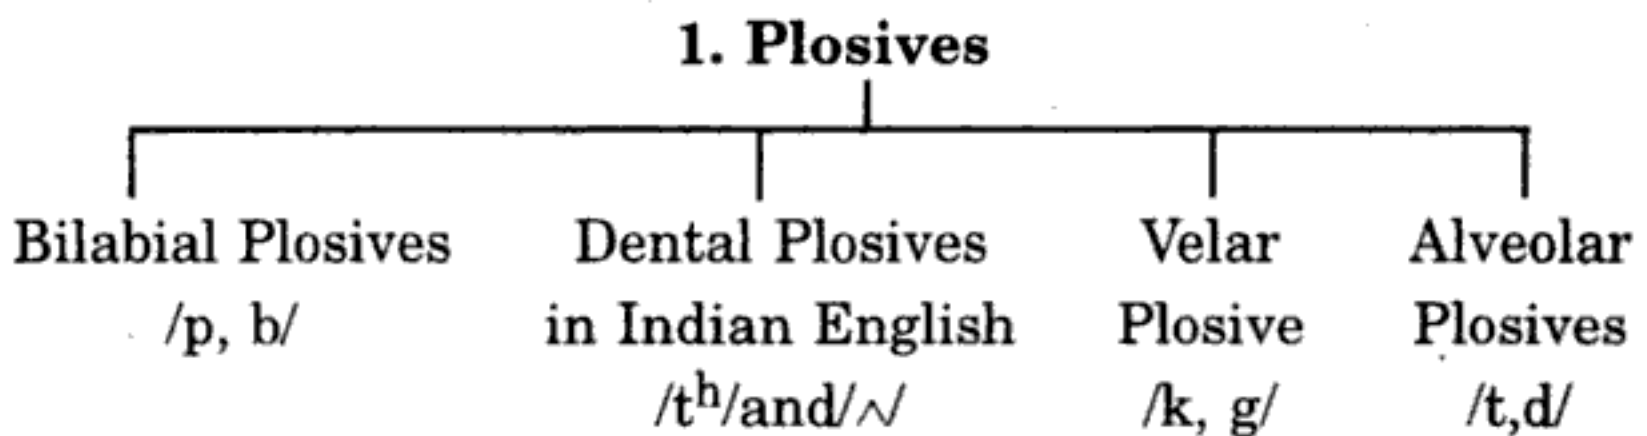 1. Plosives
Bilabial Plosives
/p, b/
Dental Plosives
in Indian English
/tʰ/and/∧/
Velar
Plosive
/k, g/
Alveolar
Plosives
/t,d/